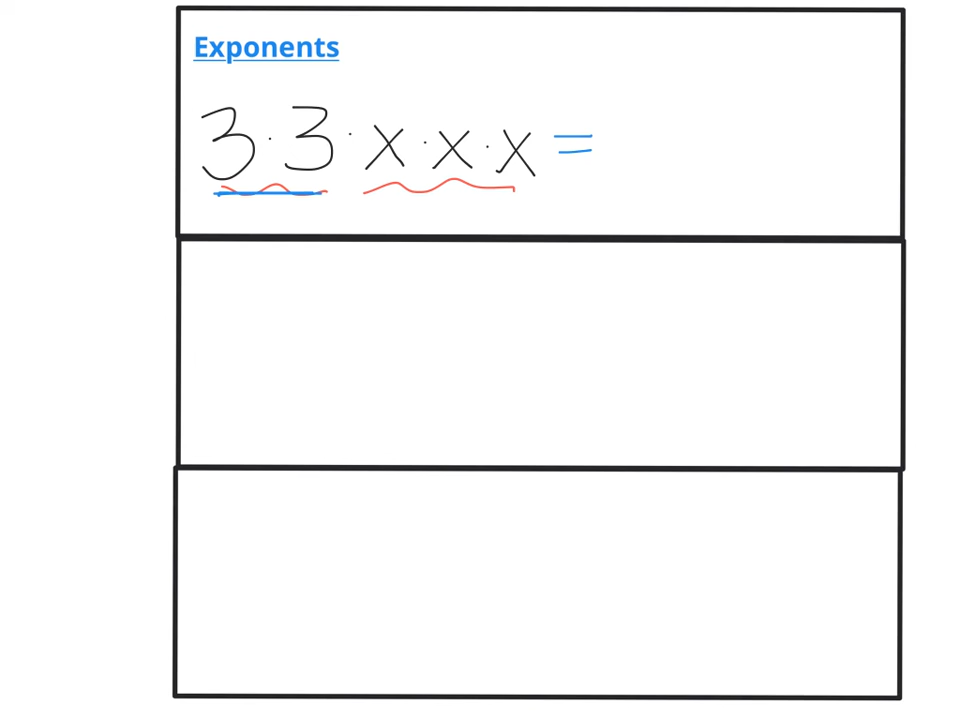 Exponents
3 · 3 · x · x · x =